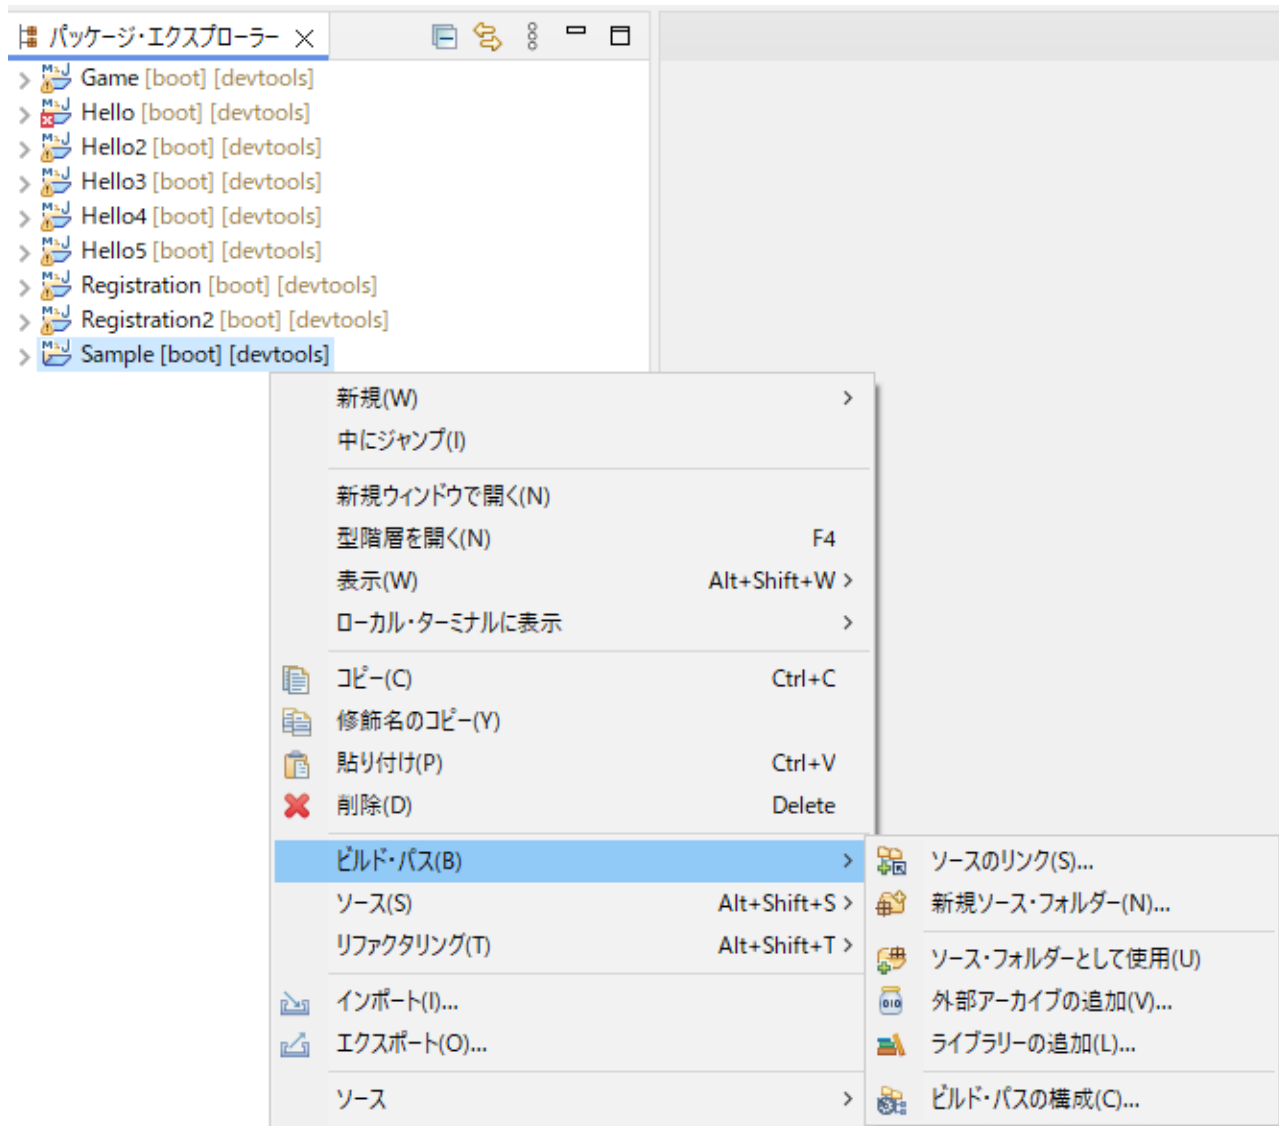 パッケージ・エクスプローラー
Game [boot] [devtools]
Hello [boot] [devtools]
Hello2 [boot] [devtools]
Hello3 [boot] [devtools]
Hello4 [boot] [devtools]
Hello5 [boot] [devtools]
Registration [boot] [devtools]
Registration2 [boot] [devtools]
Sample [boot] [devtools]
新規(W)
中にジャンプ(I)
新規ウィンドウで開く(N)
型階層を開く(N) F4
表示(W) Alt+Shift+W
ローカル・ターミナルに表示
コピー(C) Ctrl+C
修飾名のコピー(Y)
貼り付け(P) Ctrl+V
削除(D) Delete
ビルド・パス(B)
ソース(S) Alt+Shift+S
リファクタリング(T) Alt+Shift+T
インポート(I)...
エクスポート(O)...
ソース
ソースのリンク(S)...
新規ソース・フォルダー(N)...
ソース・フォルダーとして使用(U)
外部アーカイブの追加(V)...
ライブラリーの追加(L)...
ビルド・パスの構成(C)...